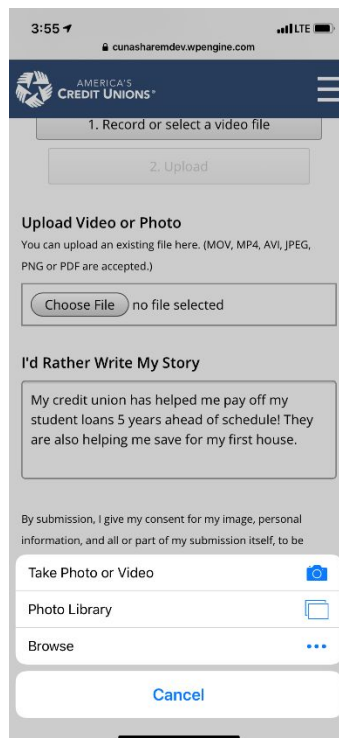 3:55 LTE
cunasharemdev.wpengine.com
AMERICA'S
CREDIT UNIONS®
1. Record or select a video file
2. Upload
Upload Video or Photo
You can upload an existing file here. (MOV, MP4, AVI, JPEG,
PNG or PDF are accepted.)
Choose File no file selected
I'd Rather Write My Story
My credit union has helped me pay off my
student loans 5 years ahead of schedule! They
are also helping me save for my first house.
By submission, I give my consent for my image, personal
information, and all or part of my submission itself, to be
Take Photo or Video
Photo Library
Browse
Cancel